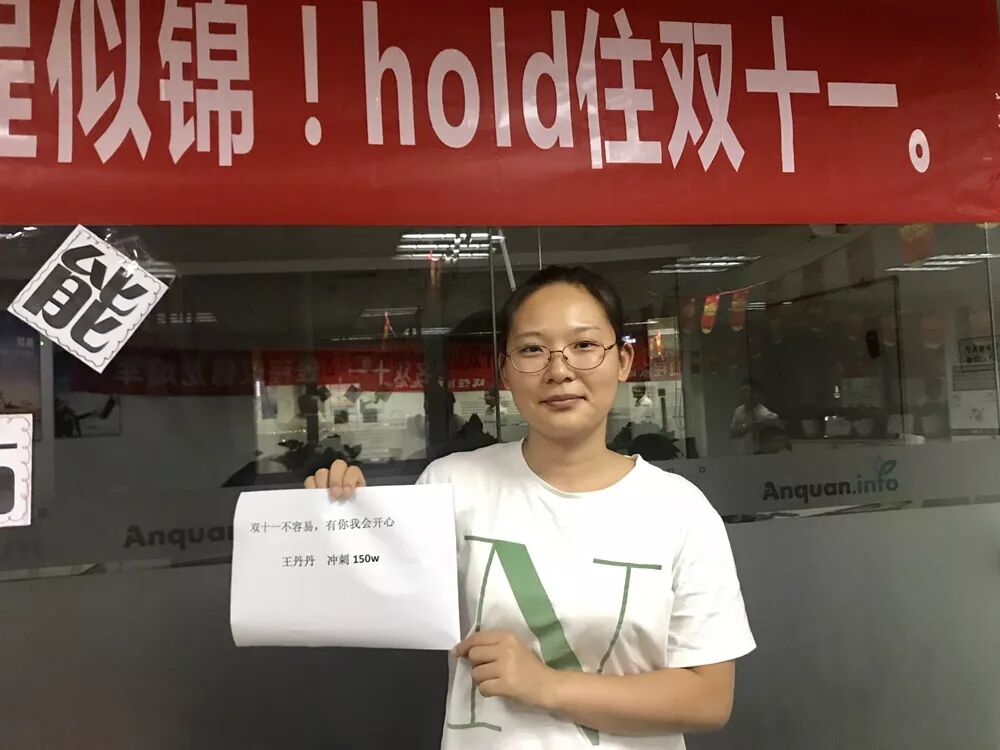 程似锦！hold住双十一。
能
Anquan.info
Anquan
双十一不容易，有你我会开心
王丹丹 冲刺 150w
N